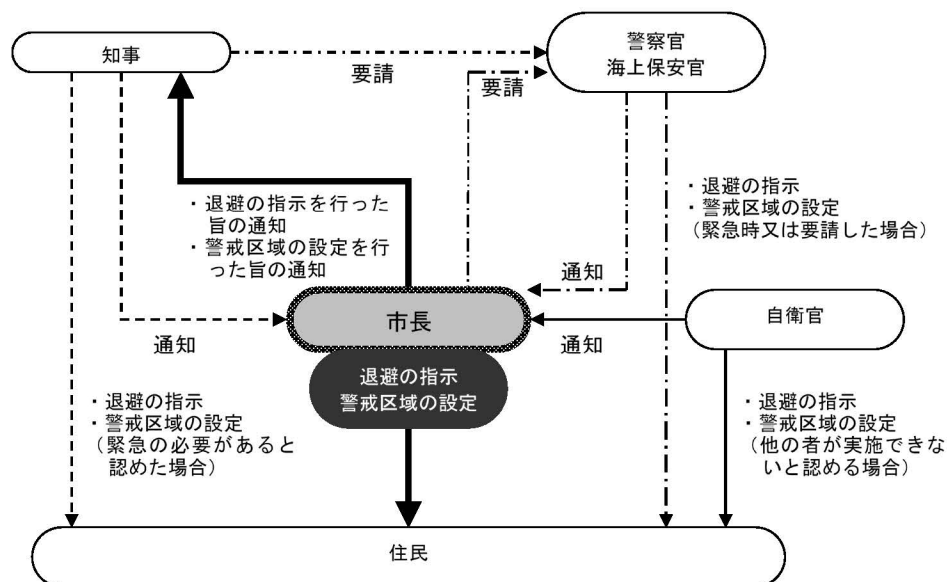 知事
要請
警察官
海上保安官
要請
・退避の指示を行った
旨の通知
・警戒区域の設定を行
った旨の通知
・退避の指示
・警戒区域の設定
（緊急時又は要請した場合）
通知
市長
通知
通知
自衛官
退避の指示
警戒区域の設定
・退避の指示
・警戒区域の設定
（緊急の必要があると
認めた場合）
・退避の指示
・警戒区域の設定
（他の者が実施できな
いと認める場合）
住民